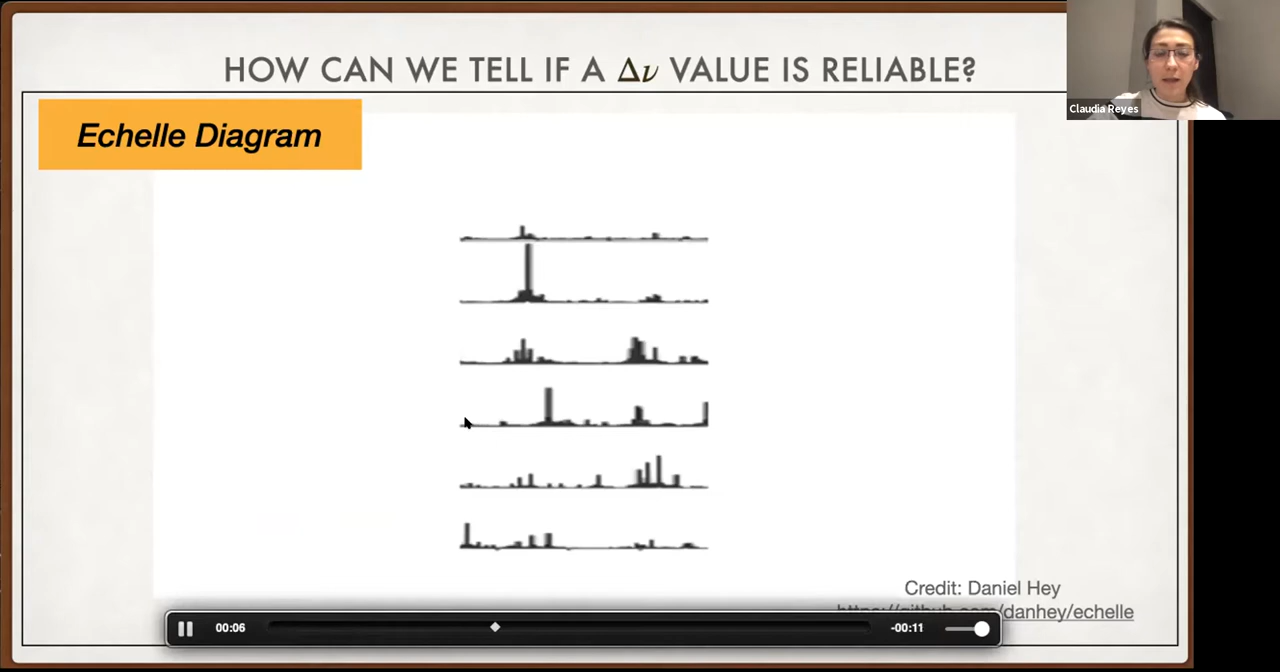 HOW CAN WE TELL IF A Δν VALUE IS RELIABLE?
Claudia Reyes
Echelle Diagram
Credit: Daniel Hey
https://github.com/danhey/echelle
00:06
-00:11